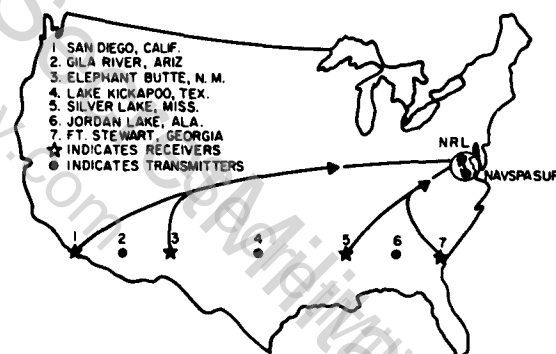 1 SAN DIEGO, CALIF.
2. GILA RIVER, ARIZ
3. ELEPHANT BUTTE, N. M.
4. LAKE KICKAPOO, TEX.
5. SILVER LAKE, MISS.
6. JORDAN LAKE, ALA.
7. FT. STEWART, GEORGIA
★ INDICATES RECEIVERS
● INDICATES TRANSMITTERS
NRL
NAVSPASUR
1 2 3 4 5 6 7